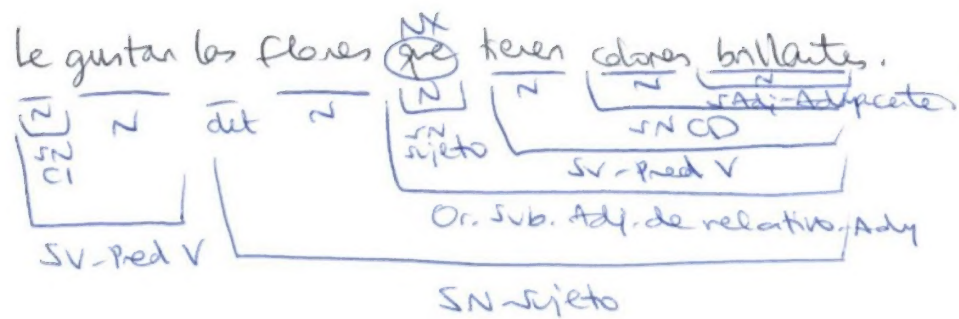 NX
Le gustan las flores que tienen colores brillantes.
N N det N N N N N
SN CI
SN sujeto
SAdj-Adyacente
SN CD
SV-Pred V
Or. Sub. Adj. de relativo-Ady
SV-Pred V
SN-Sujeto